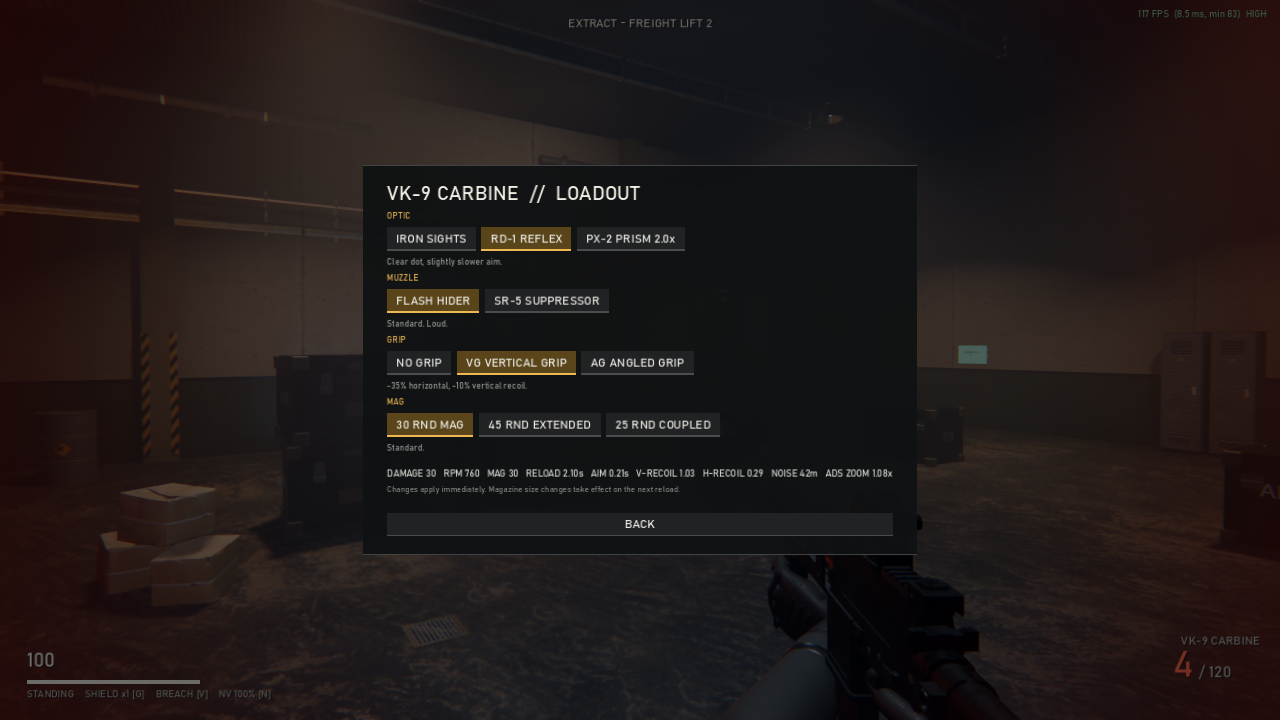 EXTRACT - FREIGHT LIFT 2
117 FPS (8.5 ms, min 83) HIGH
VK-9 CARBINE // LOADOUT
OPTIC
IRON SIGHTS RD-1 REFLEX PX-2 PRISM 2.0x
Clear dot, slightly slower aim.
MUZZLE
FLASH HIDER SR-5 SUPPRESSOR
Standard. Loud.
GRIP
NO GRIP VG VERTICAL GRIP AG ANGLED GRIP
-35% horizontal, -10% vertical recoil.
MAG
30 RND MAG 45 RND EXTENDED 25 RND COUPLED
Standard.
DAMAGE 30 RPM 760 MAG 30 RELOAD 2.10s AIM 0.21s V-RECOIL 1.03 H-RECOIL 0.29 NOISE 42m ADS ZOOM 1.08x
Changes apply immediately. Magazine size changes take effect on the next reload.
BACK
100
STANDING SHIELD x1 [G] BREACH [V] NV 100% [N]
VK-9 CARBINE
4 / 120